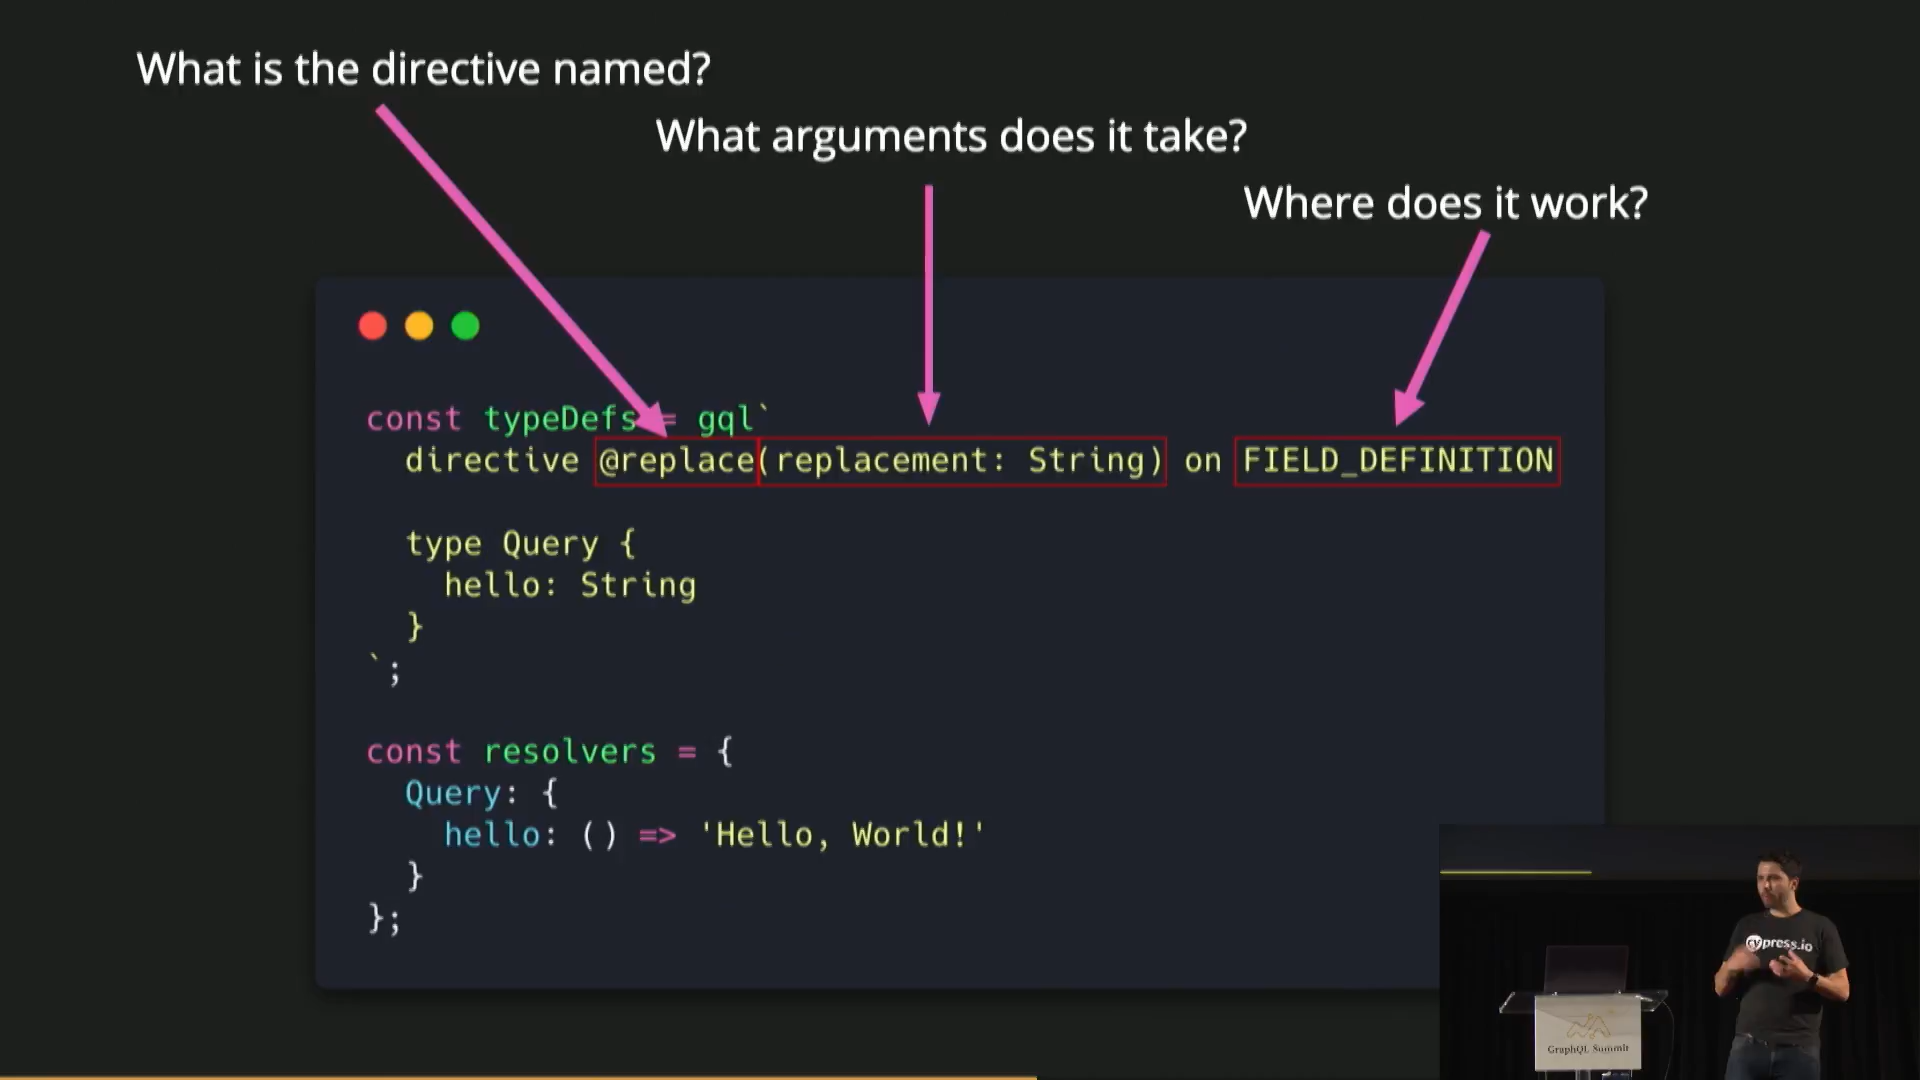 What is the directive named?
What arguments does it take?
Where does it work?
const typeDefs = gql`
  directive @replace(replacement: String) on FIELD_DEFINITION

  type Query {
    hello: String
  }
`;

const resolvers = {
  Query: {
    hello: () => 'Hello, World!'
  }
};
cypress.io
GraphQL Summit